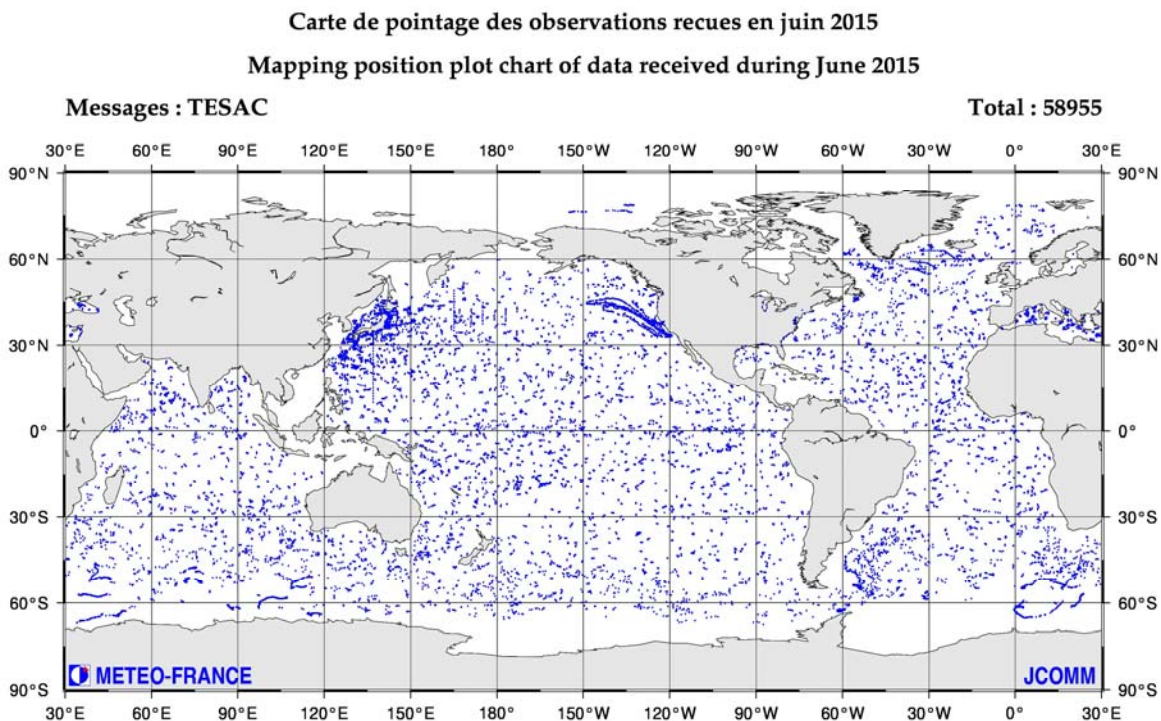 Carte de pointage des observations recues en juin 2015
Mapping position plot chart of data received during June 2015
Messages : TESAC Total : 58955
30°E 60°E 90°E 120°E 150°E 180° 150°W 120°W 90°W 60°W 30°W 0° 30°E
90°N 90°N
60°N 60°N
30°N 30°N
0° 0°
30°S 30°S
60°S 60°S
METEO-FRANCE JCOMM
90°S 90°S
30°E 60°E 90°E 120°E 150°E 180° 150°W 120°W 90°W 60°W 30°W 0° 30°E